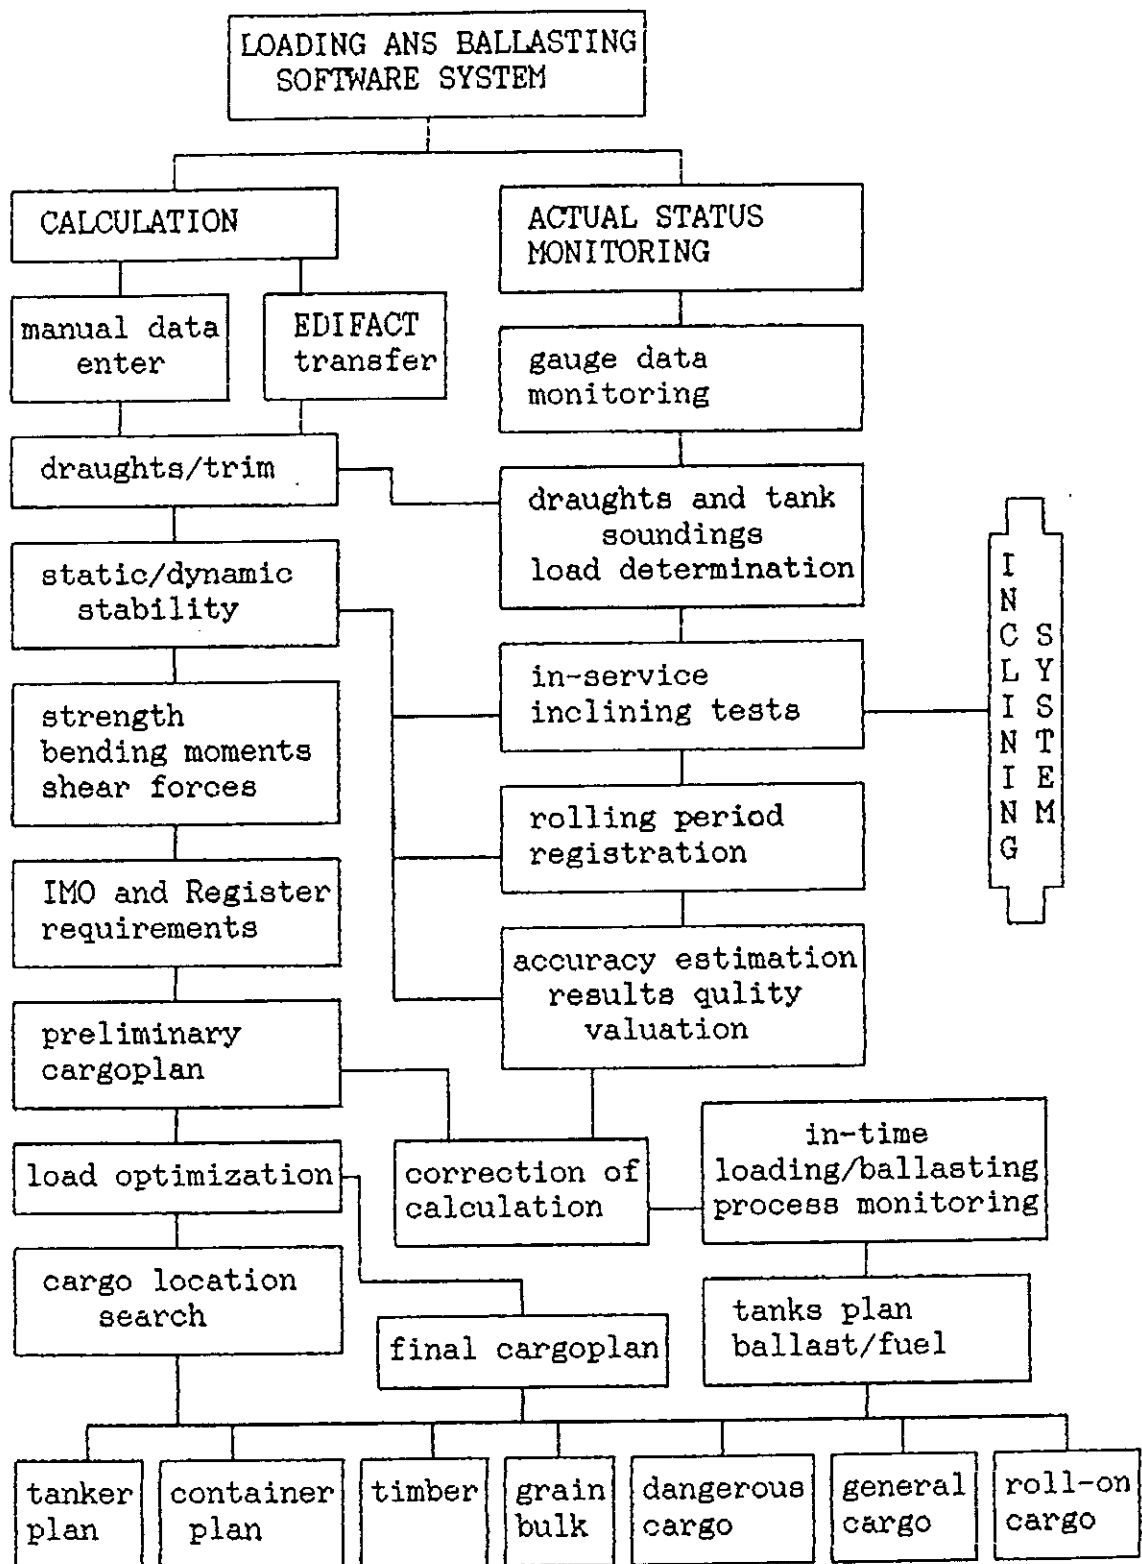 LOADING ANS BALLASTING
SOFTWARE SYSTEM
CALCULATION
ACTUAL STATUS
MONITORING
manual data
enter
EDIFACT
transfer
gauge data
monitoring
draughts/trim
draughts and tank
soundings
load determination
static/dynamic
stability
in-service
inclining tests
INCLINING
SYSTEM
strength
bending moments
shear forces
rolling period
registration
IMO and Register
requirements
accuracy estimation
results qulity
valuation
preliminary
cargoplan
load optimization
correction of
calculation
in-time
loading/ballasting
process monitoring
cargo location
search
final cargoplan
tanks plan
ballast/fuel
tanker
plan
container
plan
timber
grain
bulk
dangerous
cargo
general
cargo
roll-on
cargo